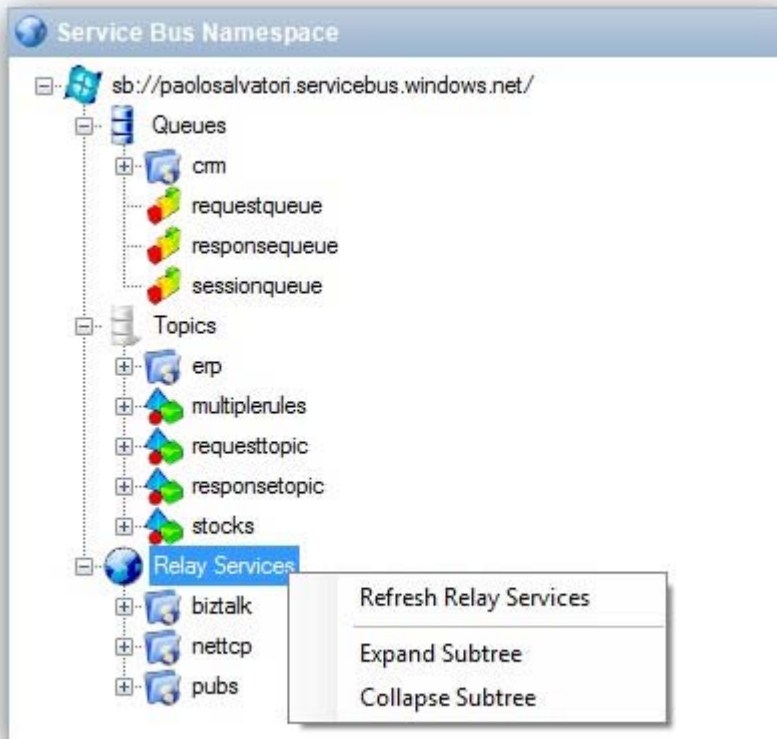 Service Bus Namespace
sb://paolosalvatori.servicebus.windows.net/
Queues
crm
requestqueue
responsequeue
sessionqueue
Topics
erp
multiplerules
requesttopic
responsetopic
stocks
Relay Services
biztalk
nettcp
pubs
Refresh Relay Services
Expand Subtree
Collapse Subtree